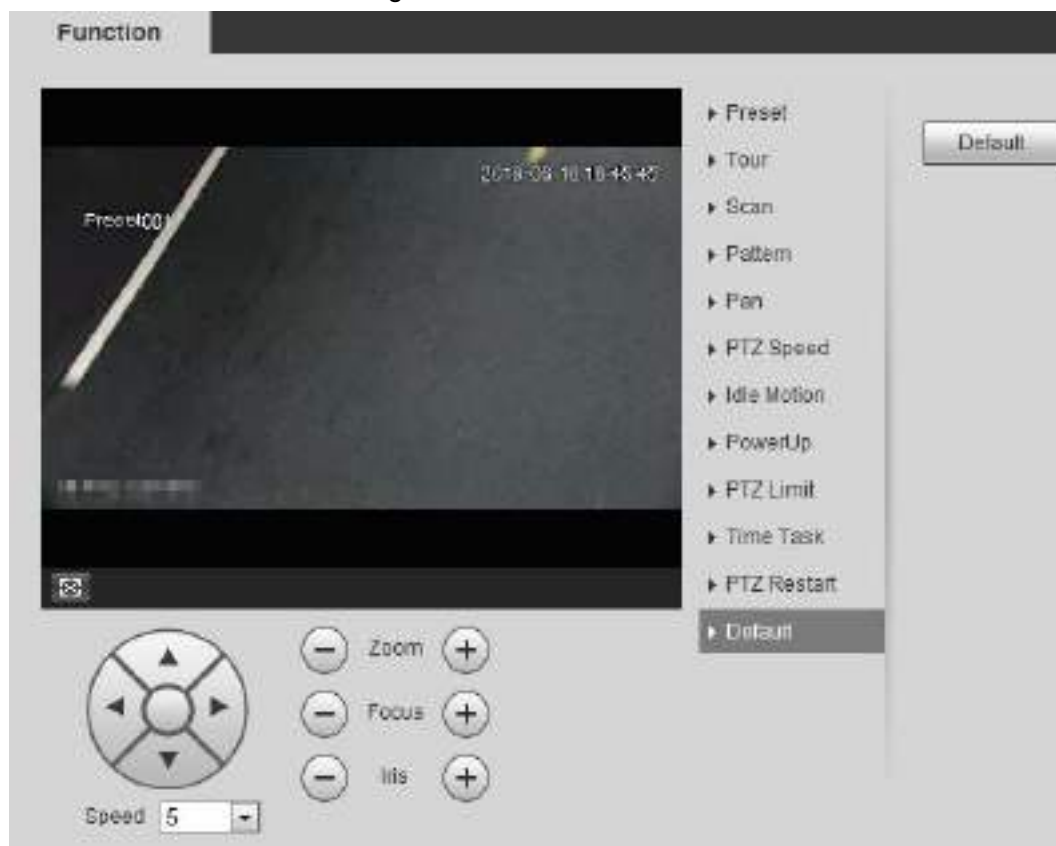 Function
Preset
Tour
Scan
Pattern
Pan
PTZ Speed
Idle Motion
PowerUp
PTZ Limit
Time Task
PTZ Restart
Default
Default
Preset001
Zoom
Focus
Iris
Speed 5